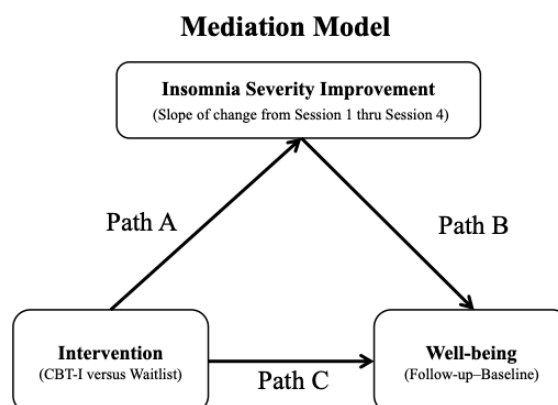 Mediation Model
Insomnia Severity Improvement
(Slope of change from Session 1 thru Session 4)
Path A
Path B
Intervention
(CBT-I versus Waitlist)
Path C
Well-being
(Follow-up–Baseline)